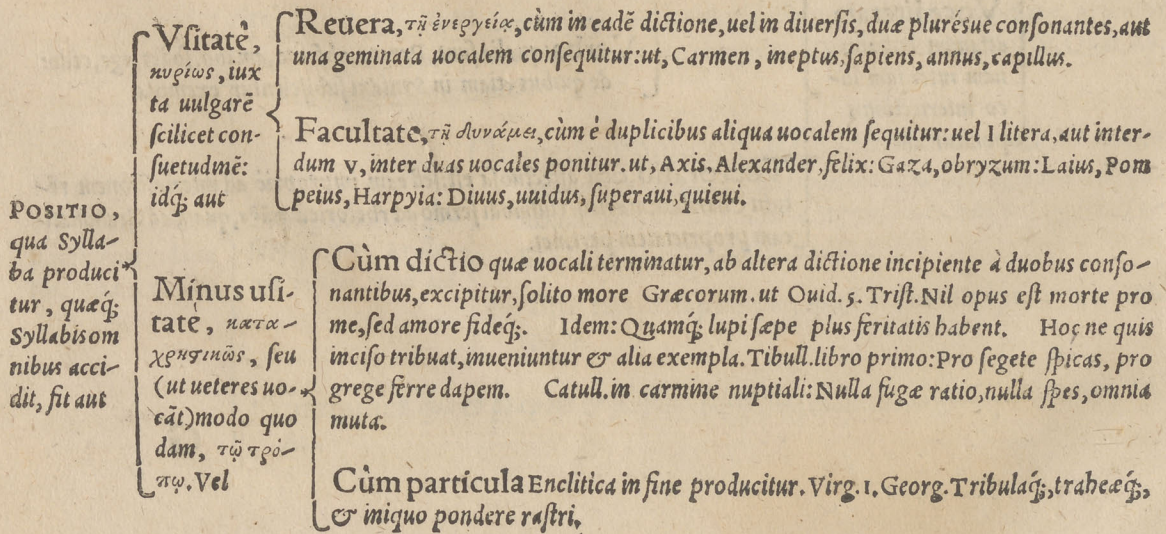 POSITIO,
qua Sylla-
ba produci
tur, quæq́;
Syllabis om
nibus acci-
dit, fit aut
Vſitatè,
κυρίως, iux
ta uulgarē
ſcilicet con-
ſuetudinē:
idq́; aut
Reuera, τῇ ἐνεργείᾳ, cùm in eadē dictione, uel in diuerſis, duæ pluréſue conſonantes, aut
una geminata uocalem conſequitur: ut, Carmen, ineptus, ſapiens, annus, capillus.
Facultate, τῇ δυνάμει, cùm è duplicibus aliqua uocalem ſequitur: uel I litera, aut inter-
dum V, inter duas uocales ponitur. ut, Axis, Alexander, felix: Gaza, obryzum: Laius, Pom
peius, Harpyia: Diuus, uuidus, ſuperaui, quieui.
Minus uſi-
tatè, κατα-
χρηστικῶς, ſeu
(ut ueteres uo-
cāt) modo quo
dam, τῷ τρό-
πῳ. Vel
Cùm dictio quæ uocali terminatur, ab altera dictione incipiente à duobus conſo-
nantibus, excipitur, ſolito more Græcorum. ut Ouid. 5. Triſt. Nil opus eſt morte pro
me, ſed amore fideq́;. Idem: Quamq́; lupi ſæpe plus feritatis habent. Hoc ne quis
inciſo tribuat, inueniuntur & alia exempla. Tibull. libro primo: Pro ſegete ſpicas, pro
grege ferre dapem. Catull. in carmine nuptiali: Nulla fugæ ratio, nulla ſpes, omnia
muta.
Cùm particula Enclitica in fine producitur. Virg. 1. Georg. Tribulaq́;, traheæq́;,
& iniquo pondere raſtri.